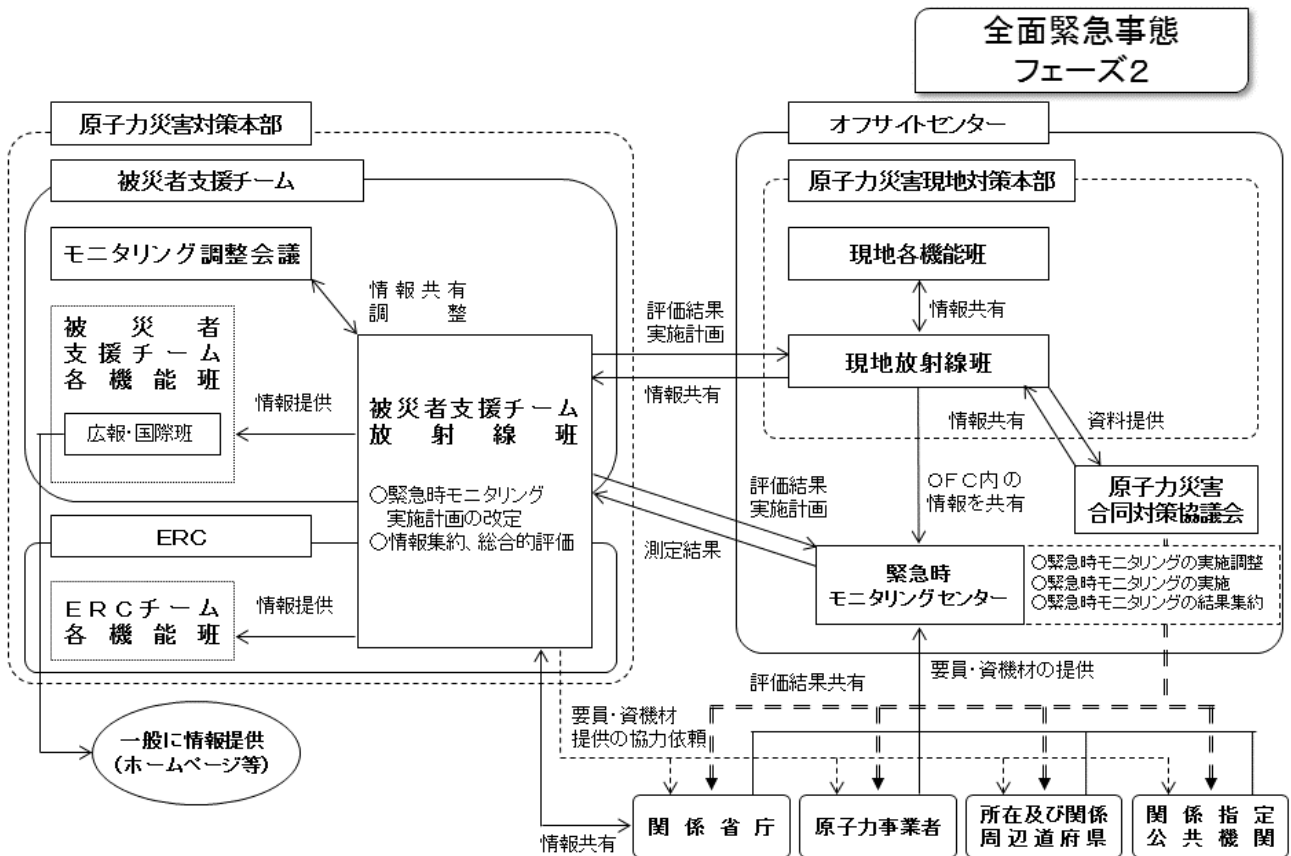 全面緊急事態
フェーズ2
原子力災害対策本部
被災者支援チーム
モニタリング調整会議
情報共有
調整
被災者
支援チーム
各機能班
広報・国際班
情報提供
被災者支援チーム
放射線班
○緊急時モニタリング
実施計画の改定
○情報集約、総合的評価
ERC
ERCチーム
各機能班
情報提供
一般に情報提供
(ホームページ等)
評価結果
実施計画
情報共有
評価結果
実施計画
測定結果
オフサイトセンター
原子力災害現地対策本部
現地各機能班
情報共有
現地放射線班
情報共有
資料提供
OFC内の
情報を共有
原子力災害
合同対策協議会
緊急時
モニタリングセンター
○緊急時モニタリングの実施調整
○緊急時モニタリングの実施
○緊急時モニタリングの結果集約
評価結果共有
要員・資機材の提供
要員・資機材
提供の協力依頼
情報共有
関係省庁
原子力事業者
所在及び関係
周辺道府県
関係指定
公共機関